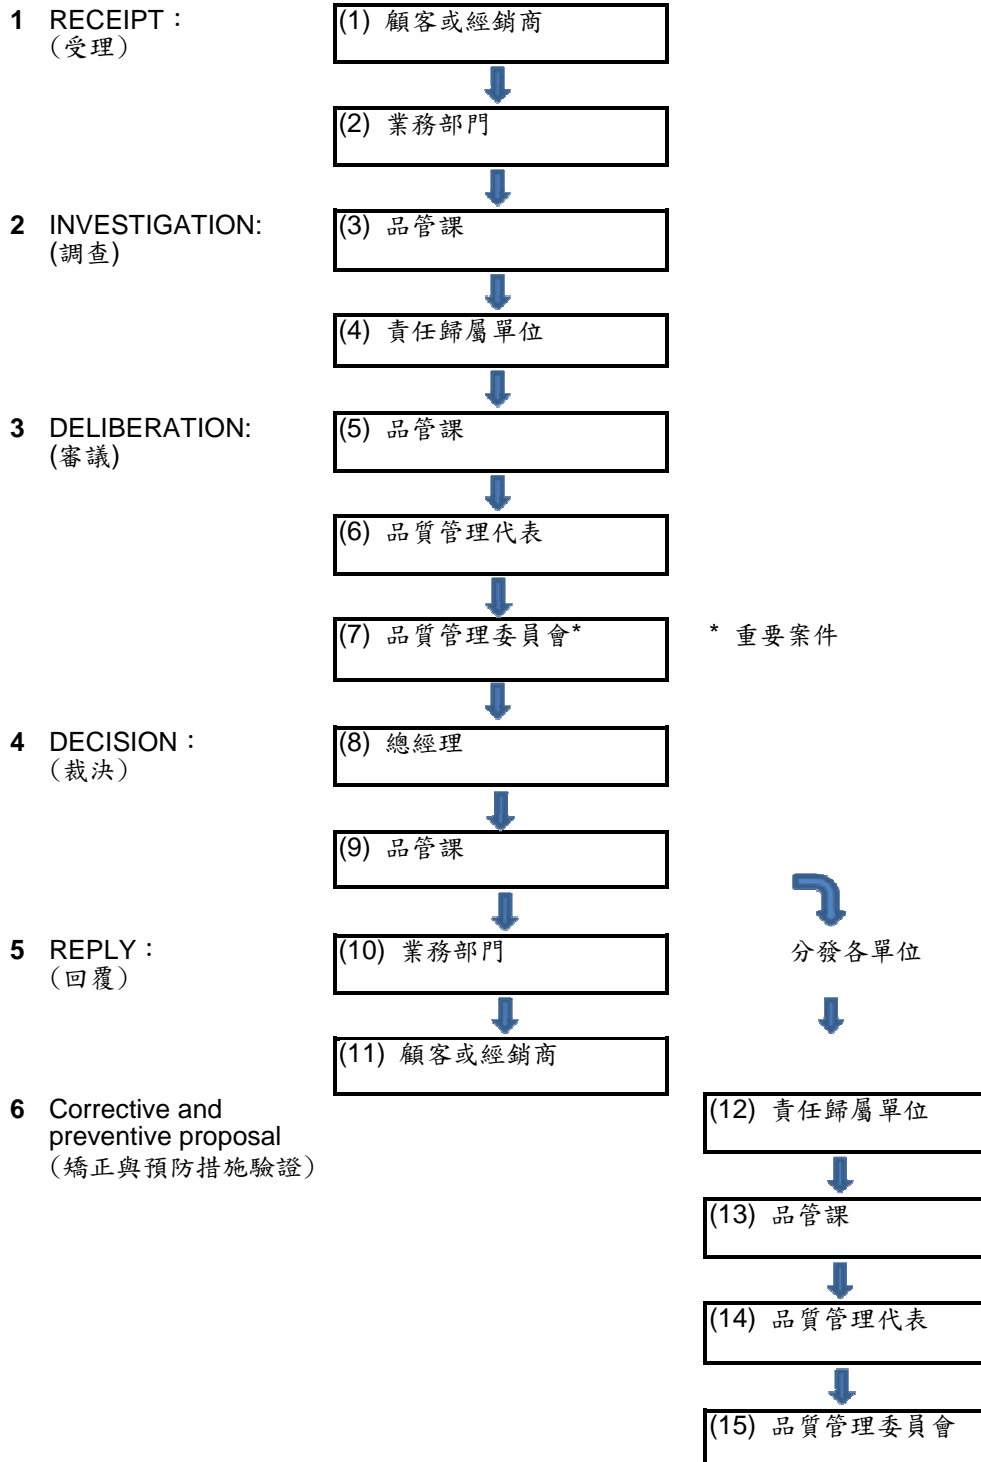 1 RECEIPT：
（受理）
(1) 顧客或經銷商
(2) 業務部門
2 INVESTIGATION:
(調查)
(3) 品管課
(4) 責任歸屬單位
3 DELIBERATION:
(審議)
(5) 品管課
(6) 品質管理代表
(7) 品質管理委員會*
* 重要案件
4 DECISION：
（裁決）
(8) 總經理
(9) 品管課
5 REPLY：
（回覆）
(10) 業務部門
分發各單位
(11) 顧客或經銷商
6 Corrective and
preventive proposal
（矯正與預防措施驗證）
(12) 責任歸屬單位
(13) 品管課
(14) 品質管理代表
(15) 品質管理委員會